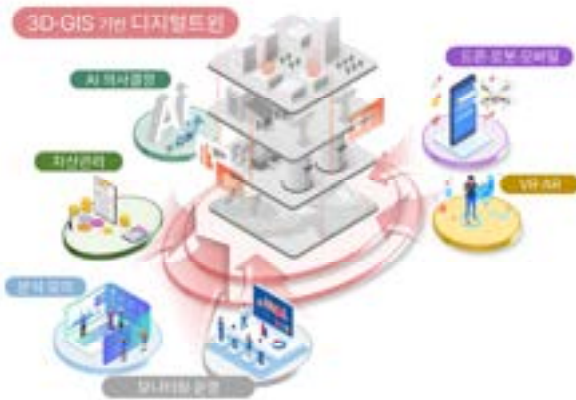 3D-GIS 기반 디지털트윈
AI 의사결정
드론·로봇·모바일
자산관리
VR·AR
분석·모의
모니터링·운영
AI